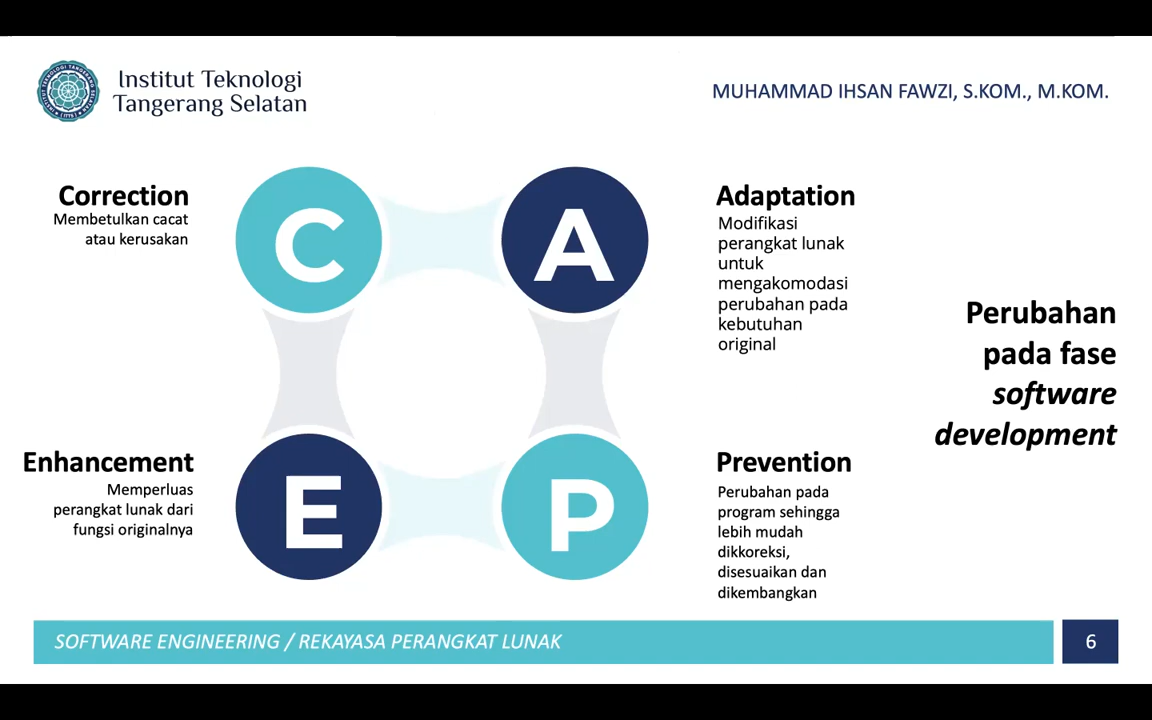 Institut Teknologi
Tangerang Selatan
MUHAMMAD IHSAN FAWZI, S.KOM., M.KOM.
Correction
Membetulkan cacat
atau kerusakan
C
A
Adaptation
Modifikasi
perangkat lunak
untuk
mengakomodasi
perubahan pada
kebutuhan
original
Perubahan
pada fase
software
development
Enhancement
Memperluas
perangkat lunak dari
fungsi originalnya
E
P
Prevention
Perubahan pada
program sehingga
lebih mudah
dikkoreksi,
disesuaikan dan
dikembangkan
SOFTWARE ENGINEERING / REKAYASA PERANGKAT LUNAK
6